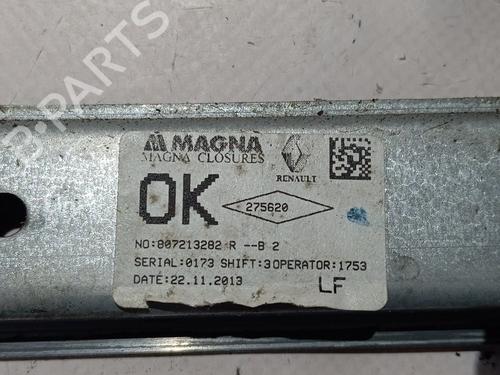 B-PARTS
MAGNA
MAGNA CLOSURES
RENAULT
OK
275620
NO:807213282 R --B 2
SERIAL:0173 SHIFT:3 OPERATOR:1753
DATE:22.11.2013
LF